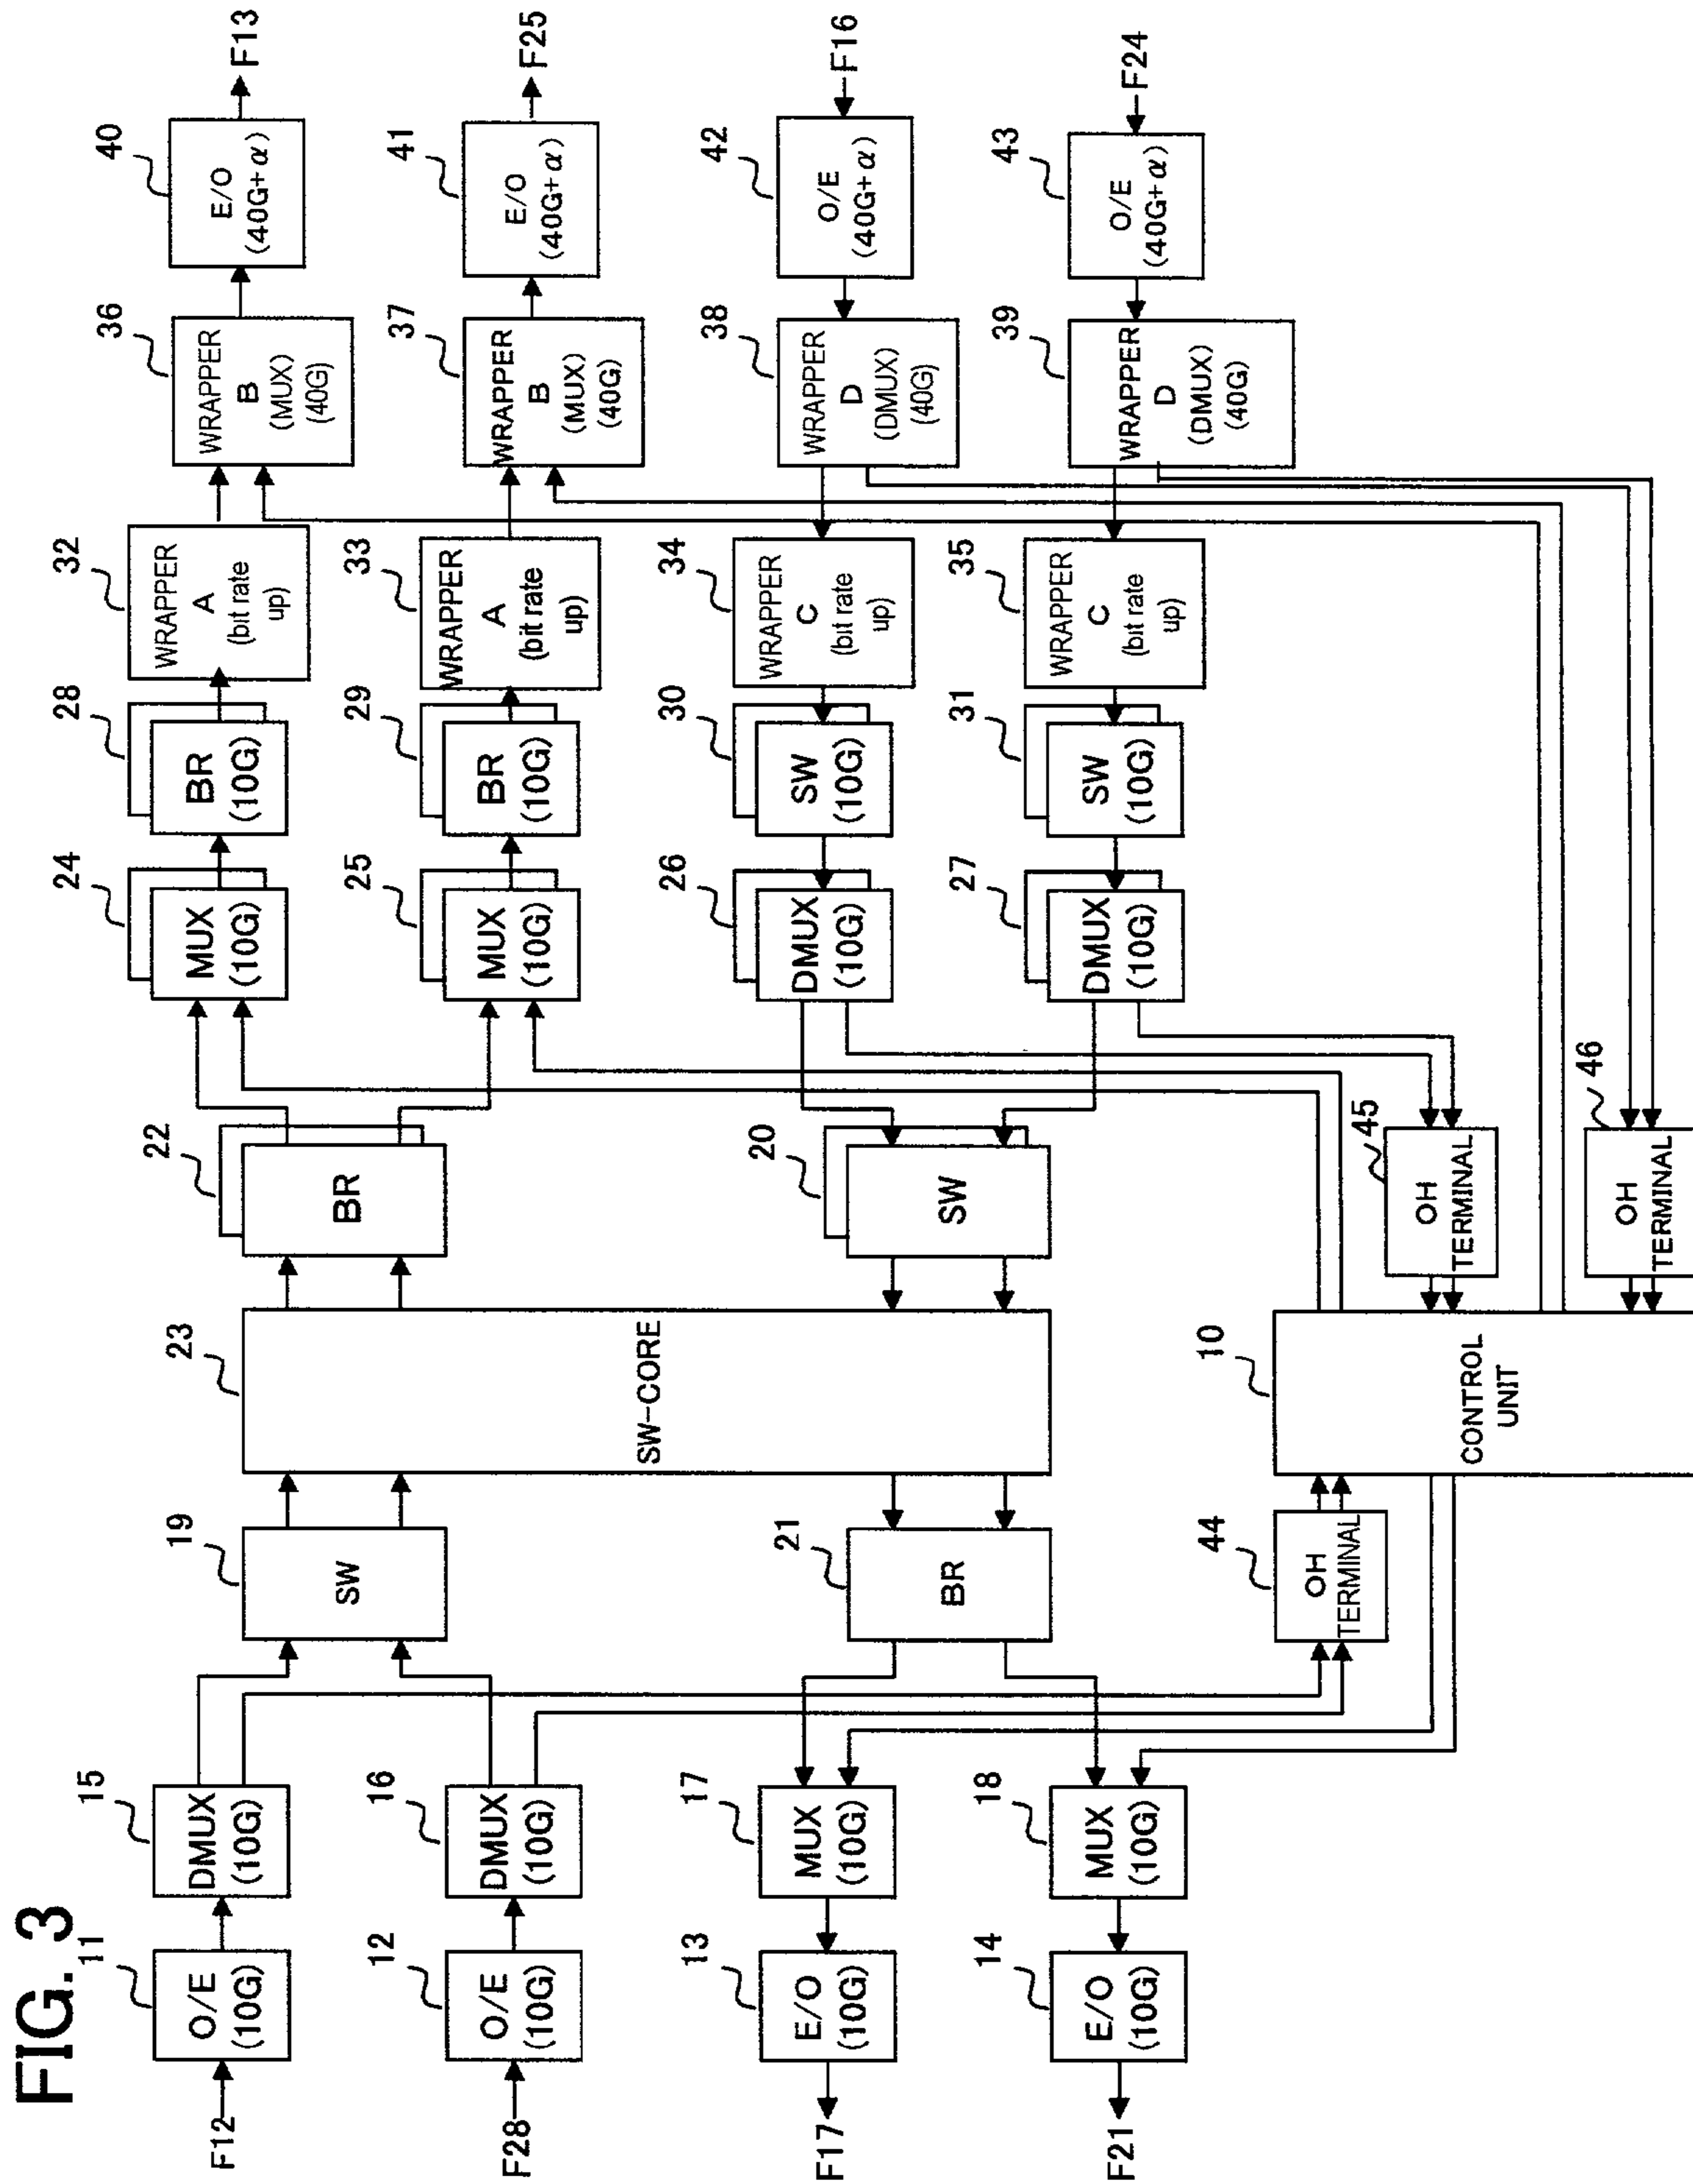 FIG. 3
F12
11
O/E
(10G)
15
DMUX
(10G)
19
SW
23
SW-CORE
22
BR
24
MUX
(10G)
28
BR
(10G)
32
WRAPPER
A
(bit rate
up)
36
WRAPPER
B
(MUX)
(40G)
40
E/O
(40G+α)
F13
F28
12
O/E
(10G)
16
DMUX
(10G)
25
MUX
(10G)
29
BR
(10G)
33
WRAPPER
A
(bit rate
up)
37
WRAPPER
B
(MUX)
(40G)
41
E/O
(40G+α)
F25
F17
13
E/O
(10G)
17
MUX
(10G)
21
BR
20
SW
26
DMUX
(10G)
30
SW
(10G)
34
WRAPPER
C
(bit rate
up)
38
WRAPPER
D
(DMUX)
(40G)
42
O/E
(40G+α)
F16
F21
14
E/O
(10G)
18
MUX
(10G)
27
DMUX
(10G)
31
SW
(10G)
35
WRAPPER
C
(bit rate
up)
39
WRAPPER
D
(DMUX)
(40G)
43
O/E
(40G+α)
F24
44
OH
TERMINAL
10
CONTROL
UNIT
45
OH
TERMINAL
46
OH
TERMINAL